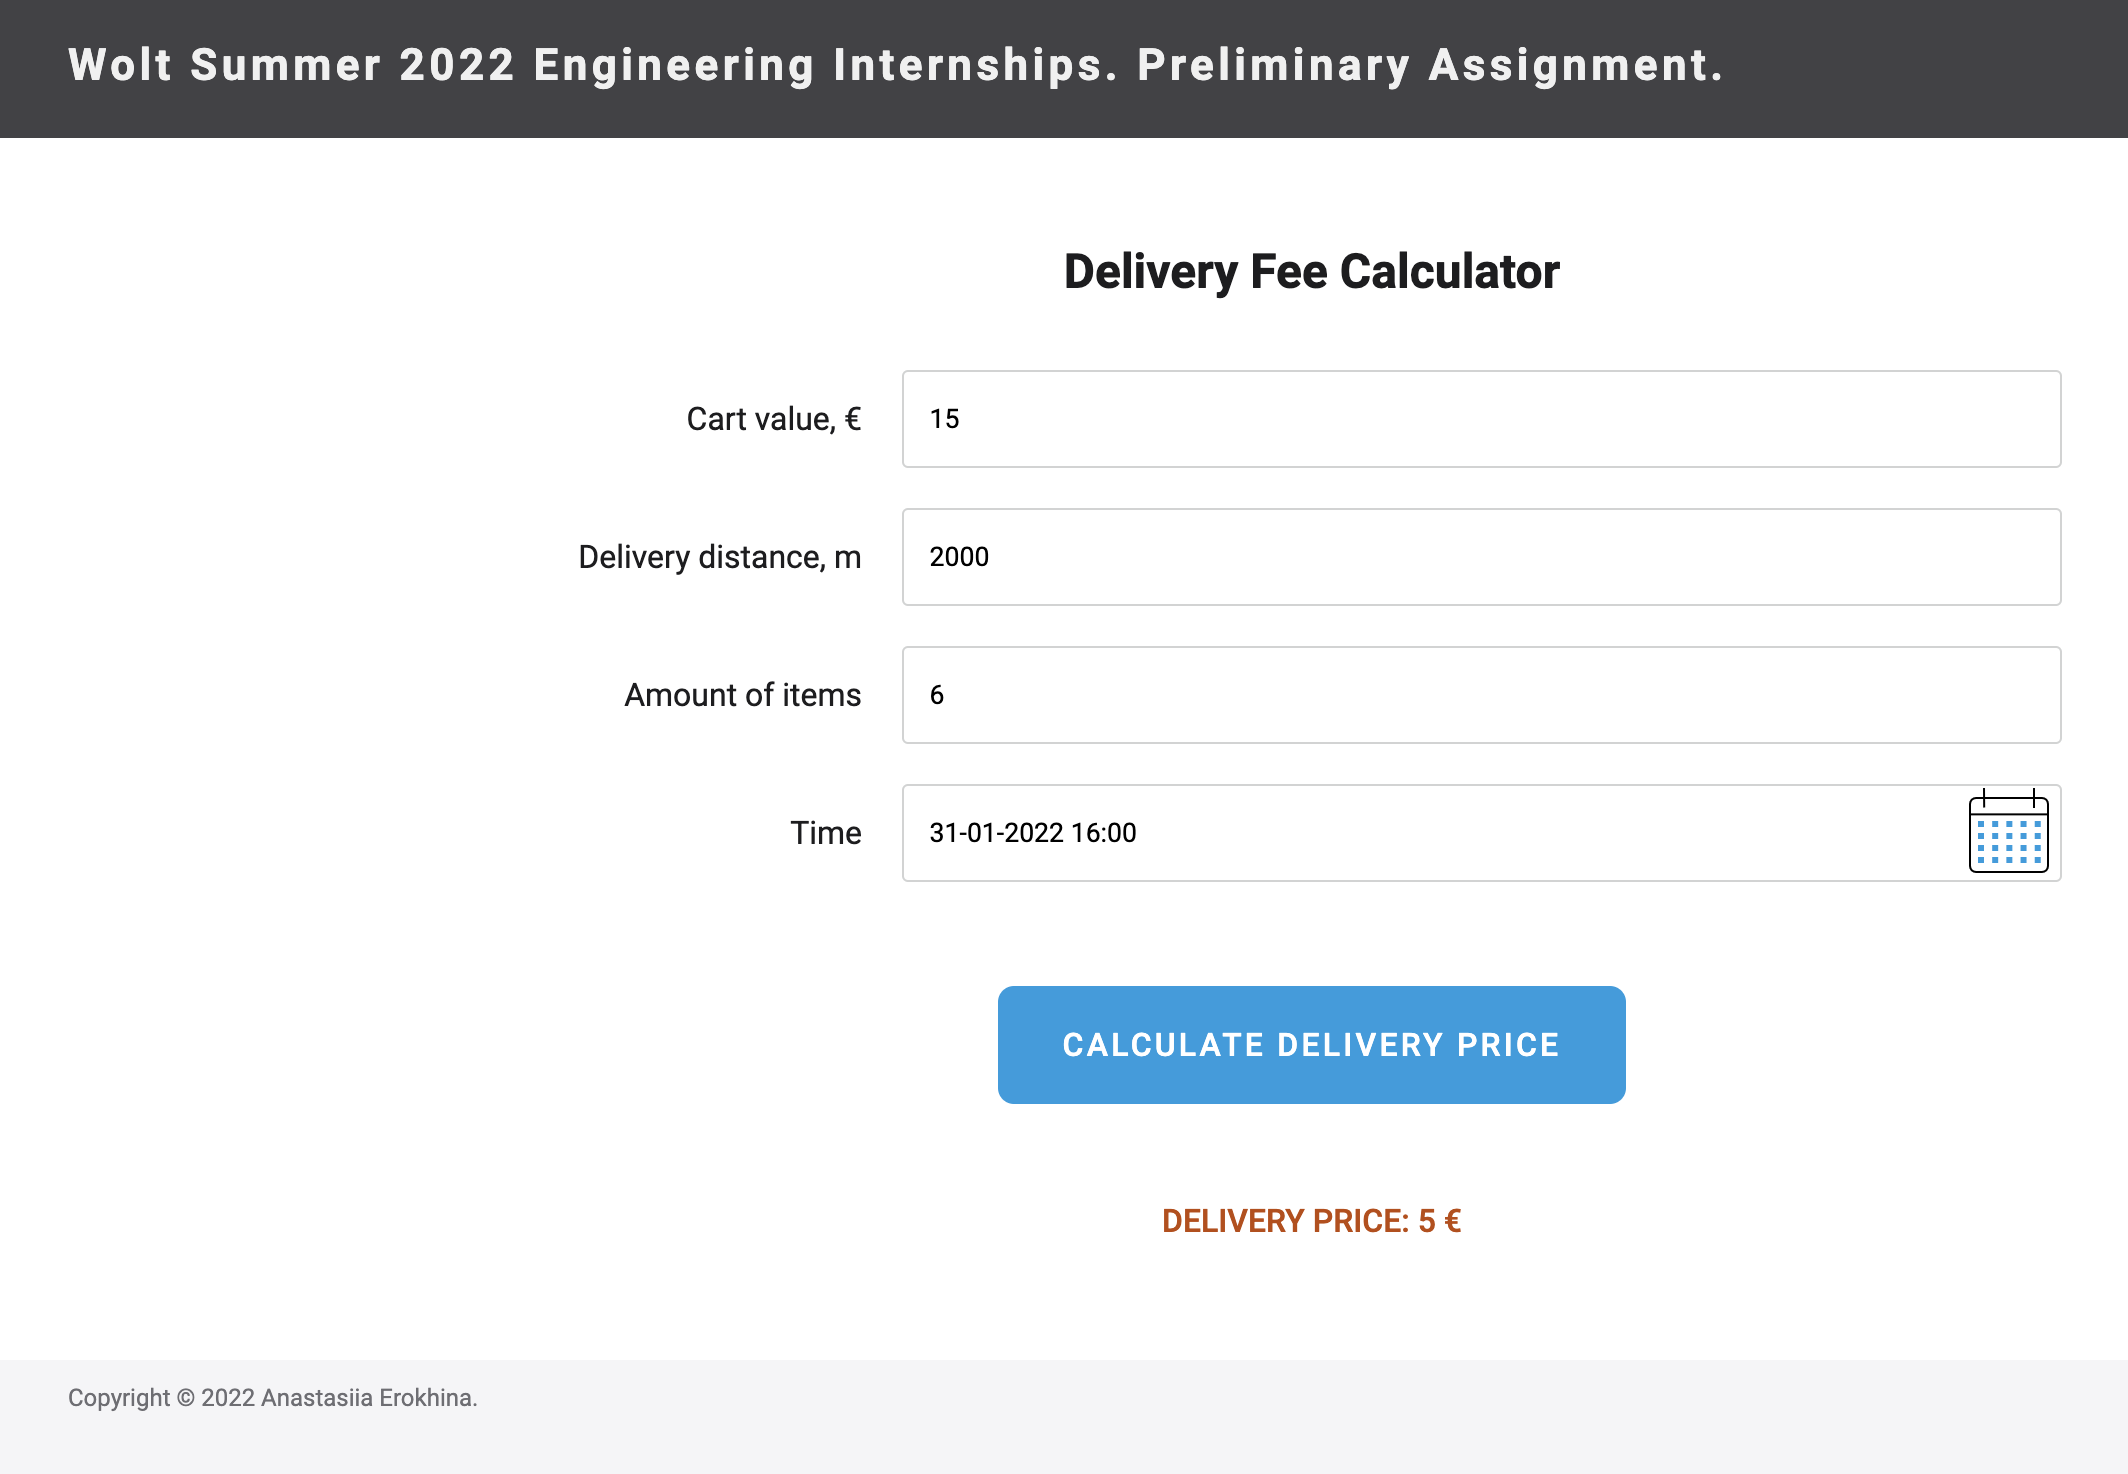 Wolt Summer 2022 Engineering Internships. Preliminary Assignment.
Delivery Fee Calculator
Cart value, € 15
Delivery distance, m 2000
Amount of items 6
Time 31-01-2022 16:00
CALCULATE DELIVERY PRICE
DELIVERY PRICE: 5 €
Copyright © 2022 Anastasiia Erokhina.